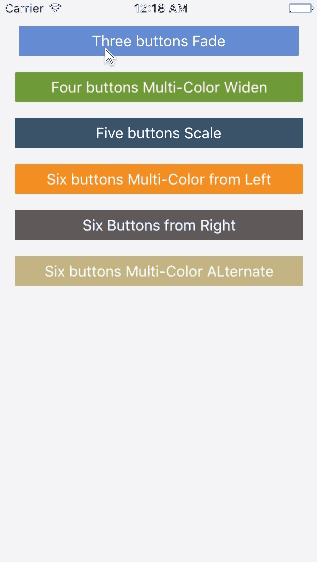 Carrier 12:18 AM
Three buttons Fade
Four buttons Multi-Color Widen
Five buttons Scale
Six buttons Multi-Color from Left
Six Buttons from Right
Six buttons Multi-Color ALternate